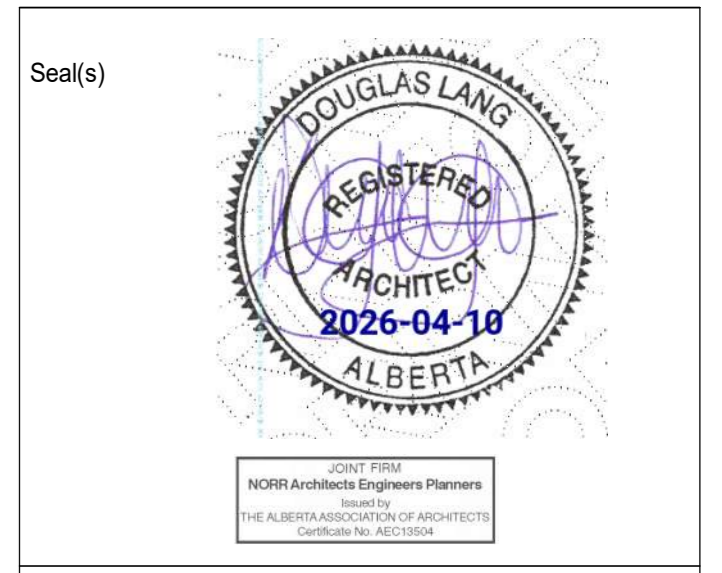 Seal(s)
DOUGLAS LANG
REGISTERED
ARCHITECT
2026-04-10
ALBERTA
JOINT FIRM
NORR Architects Engineers Planners
Issued by
THE ALBERTA ASSOCIATION OF ARCHITECTS
Certificate No. AEC13504